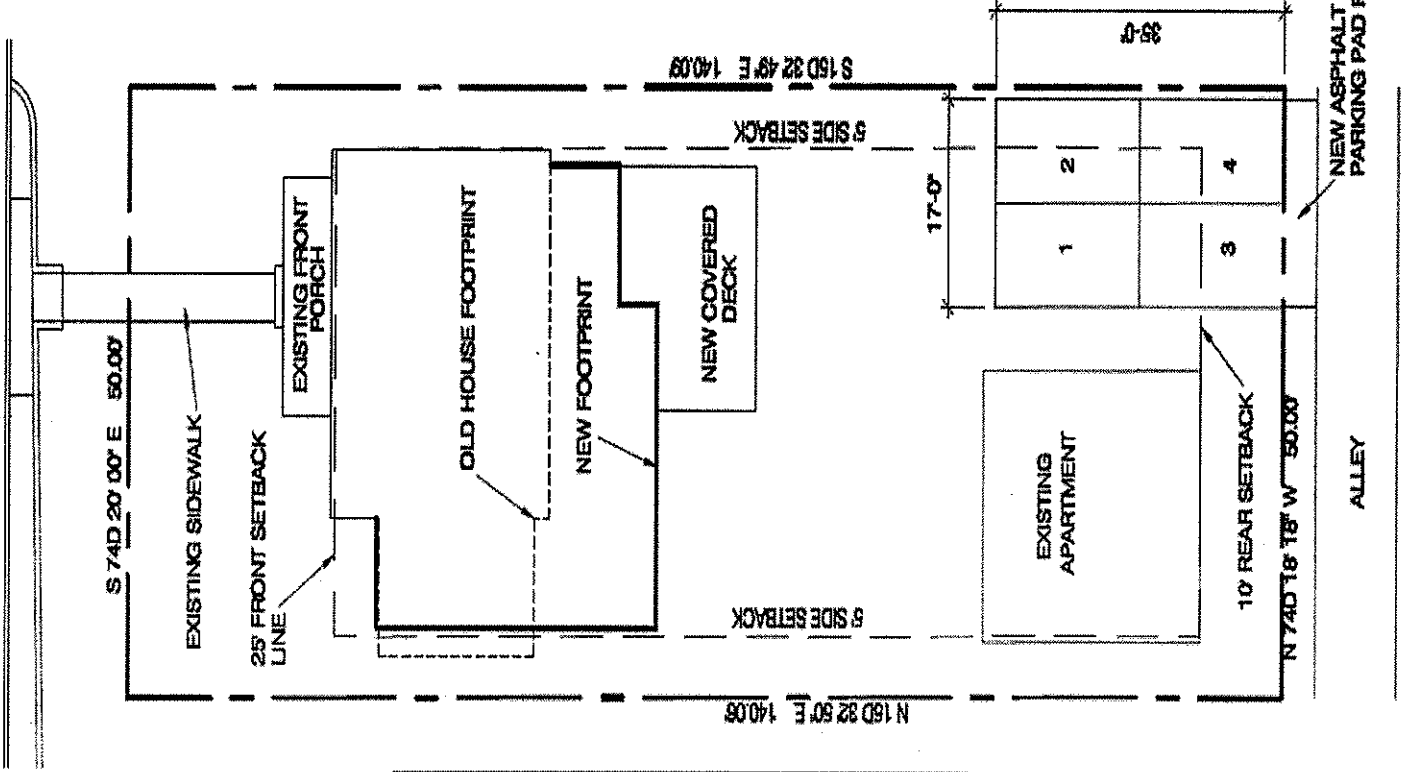 S 74D 20' 00" E 50.00'
EXISTING SIDEWALK
25' FRONT SETBACK
LINE
EXISTING FRONT
PORCH
OLD HOUSE FOOTPRINT
NEW FOOTPRINT
NEW COVERED
DECK
5' SIDE SETBACK
5' SIDE SETBACK
S 15D 32' 49" E 140.09'
N 15D 32' 50" E 140.06'
35'-0"
17'-0"
1
2
3
4
EXISTING
APARTMENT
10' REAR SETBACK
N 74D 18' 18" W 50.00'
ALLEY
NEW ASPHALT
PARKING PAD